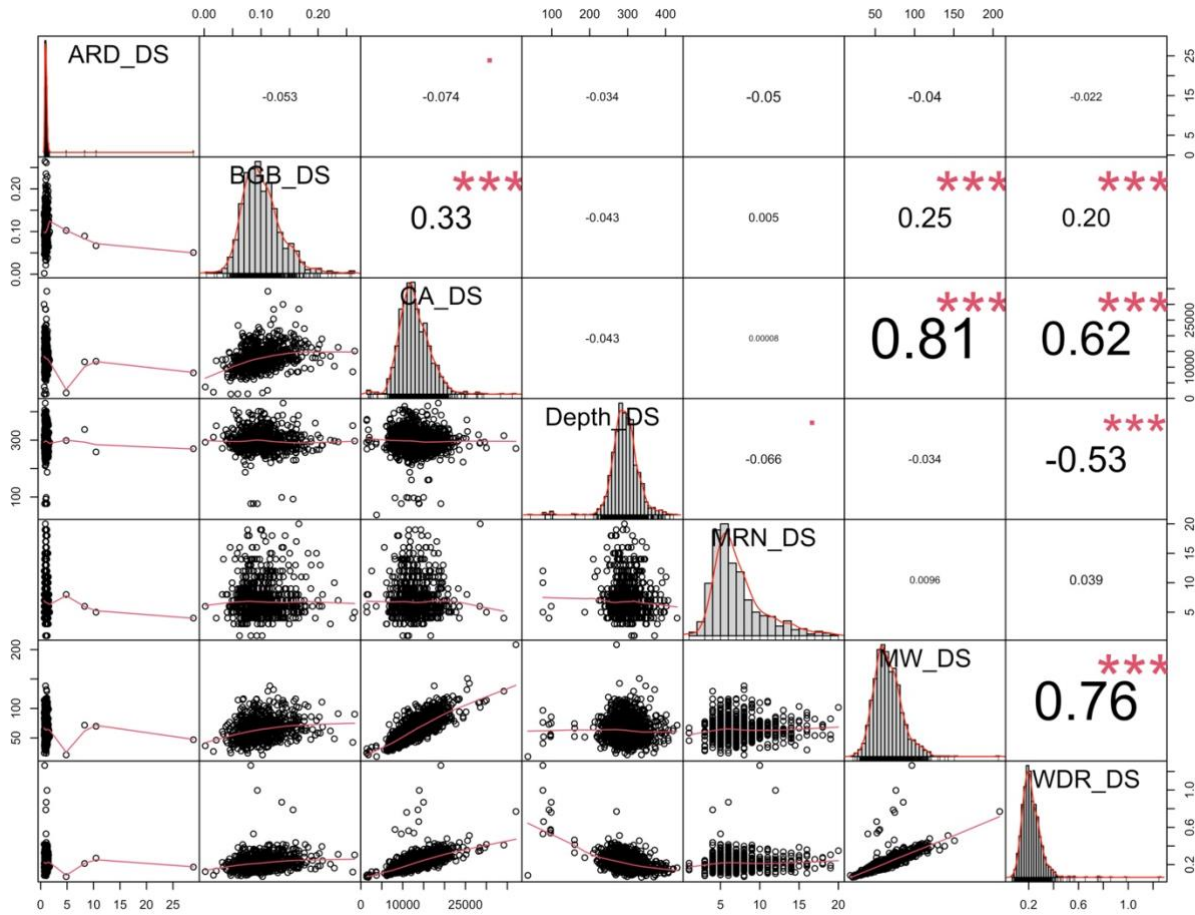 0.00 0.10 0.20 100 200 300 400 50 100 150 200
ARD_DS -0.053 -0.074 . -0.034 -0.05 -0.04 -0.022 0 5 15 25
0.00 0.10 0.20 BGB_DS 0.33 *** -0.043 0.005 0.25 *** 0.20 ***
CA_DS -0.043 0.00008 0.81 *** 0.62 *** 0 10000 25000
100 300 Depth_DS -0.066 . -0.034 -0.53 ***
MRN_DS 0.0096 0.039 5 10 15 20
50 100 200 MW_DS 0.76 ***
WDR_DS 0.2 0.6 1.0
0 5 10 15 20 25 0 10000 25000 5 10 15 20 0.2 0.6 1.0